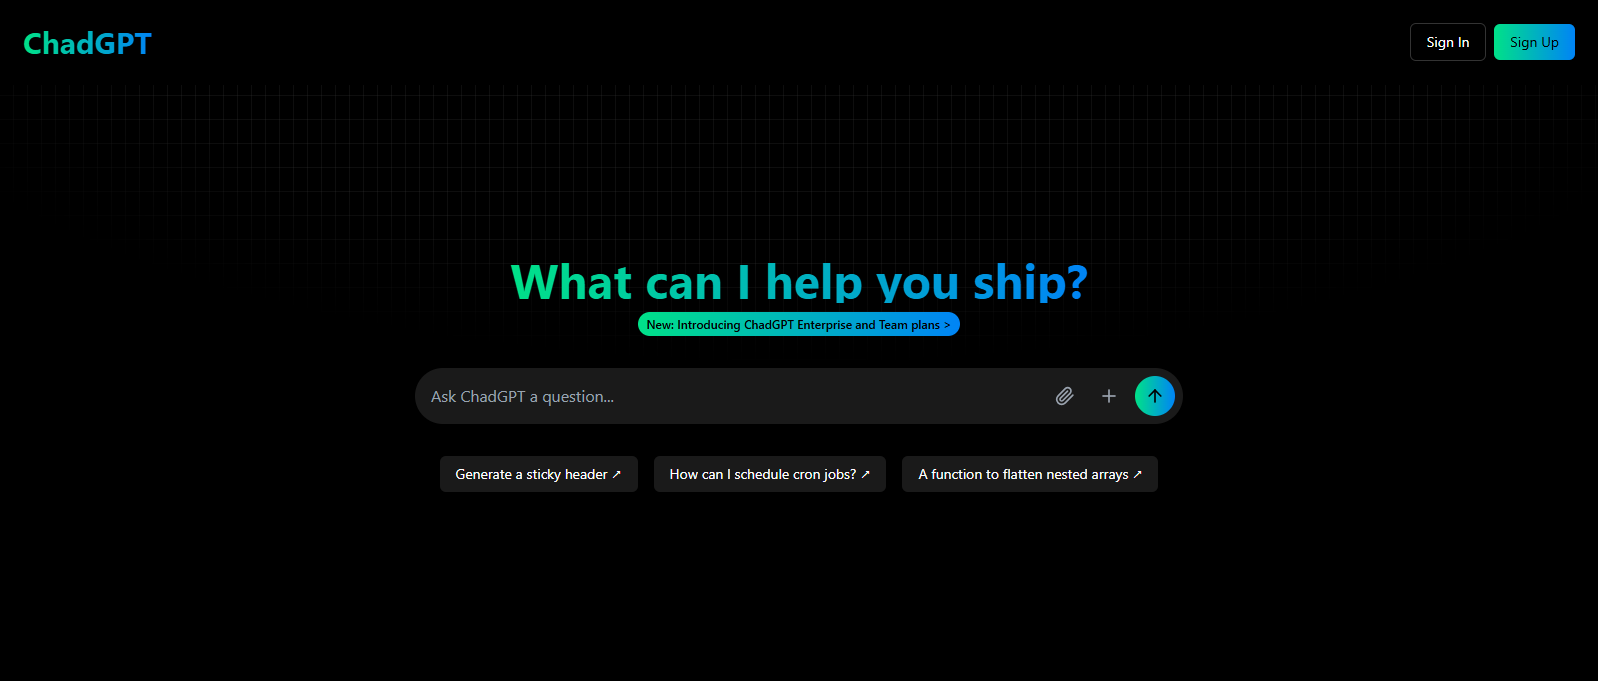 ChadGPT
Sign In
Sign Up
What can I help you ship?
New: Introducing ChadGPT Enterprise and Team plans >
Ask ChadGPT a question...
Generate a sticky header ↗
How can I schedule cron jobs? ↗
A function to flatten nested arrays ↗